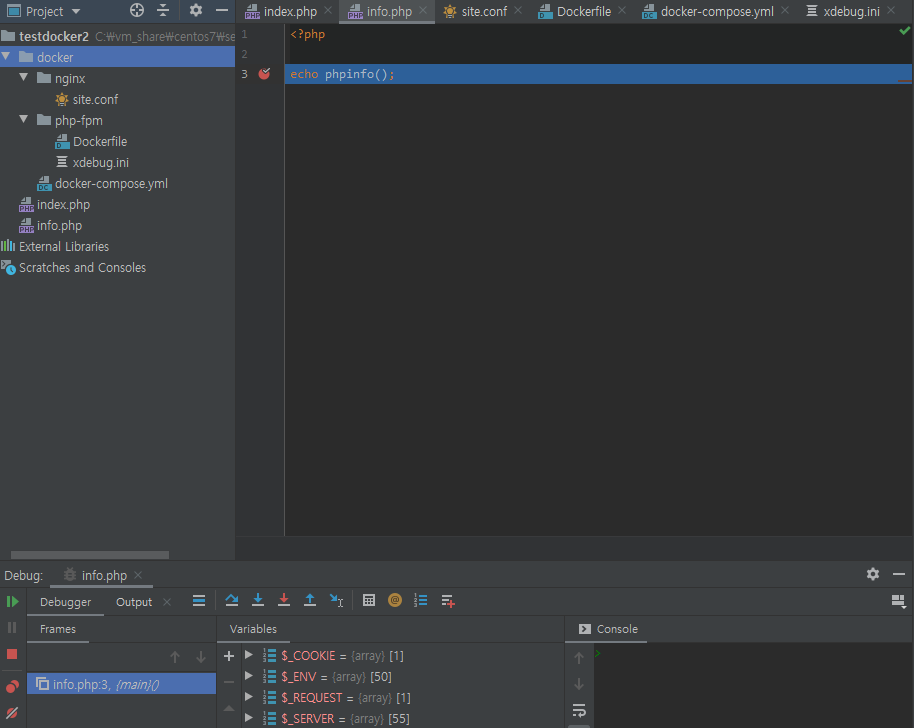 Project
index.php
info.php
site.conf
Dockerfile
docker-compose.yml
xdebug.ini
testdocker2 C:₩vm_share₩centos7₩se
docker
nginx
site.conf
php-fpm
Dockerfile
xdebug.ini
docker-compose.yml
index.php
info.php
External Libraries
Scratches and Consoles
1 <?php
2
3 echo phpinfo();
Debug: info.php
Debugger Output
Frames
Variables
Console
info.php:3, {main}()
$_COOKIE = {array} [1]
$_ENV = {array} [50]
$_REQUEST = {array} [1]
$_SERVER = {array} [55]
>